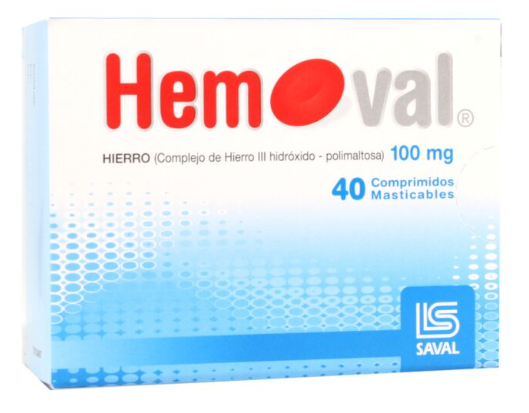 Hemoval®
HIERRO (Complejo de Hierro III hidróxido - polimaltosa) 100 mg
40 Comprimidos
Masticables
SAVAL